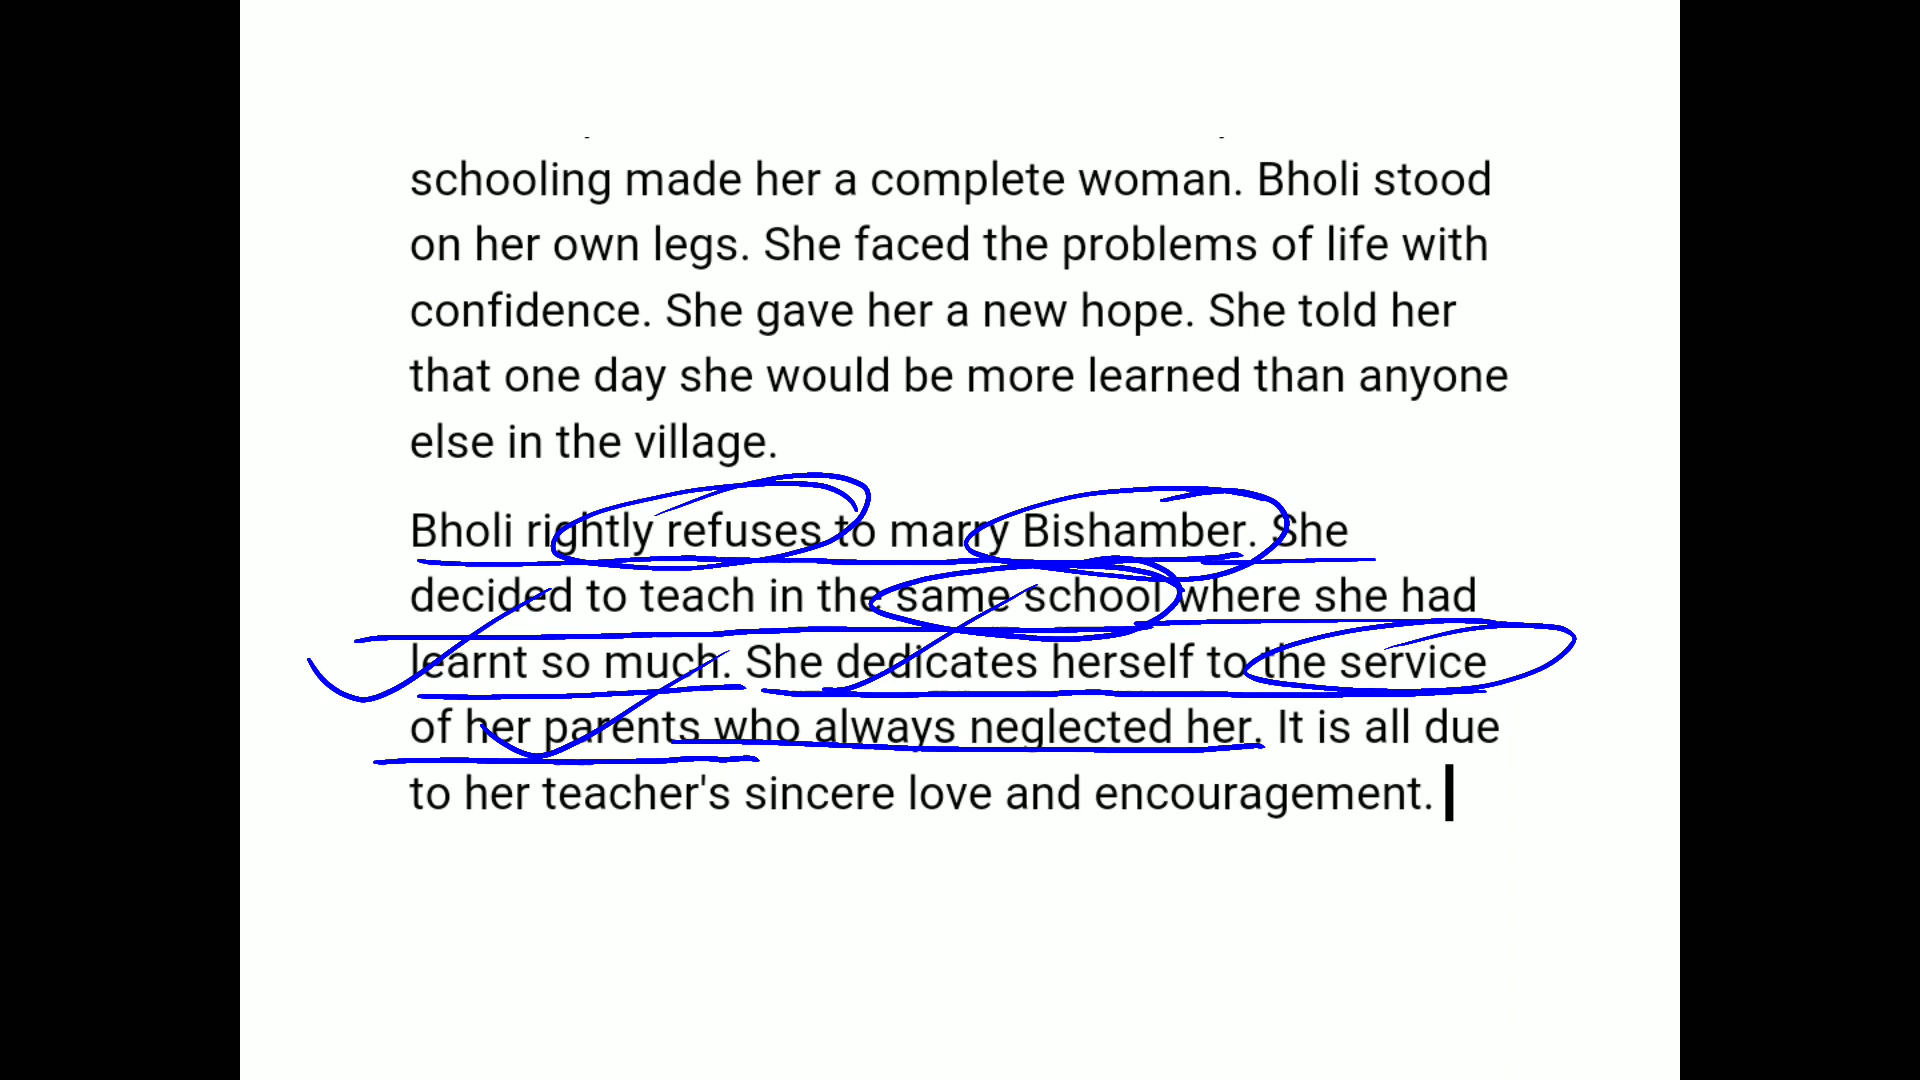 schooling made her a complete woman. Bholi stood
on her own legs. She faced the problems of life with
confidence. She gave her a new hope. She told her
that one day she would be more learned than anyone
else in the village.
Bholi rightly refuses to marry Bishamber. She
decided to teach in the same school where she had
learnt so much. She dedicates herself to the service
of her parents who always neglected her. It is all due
to her teacher's sincere love and encouragement.